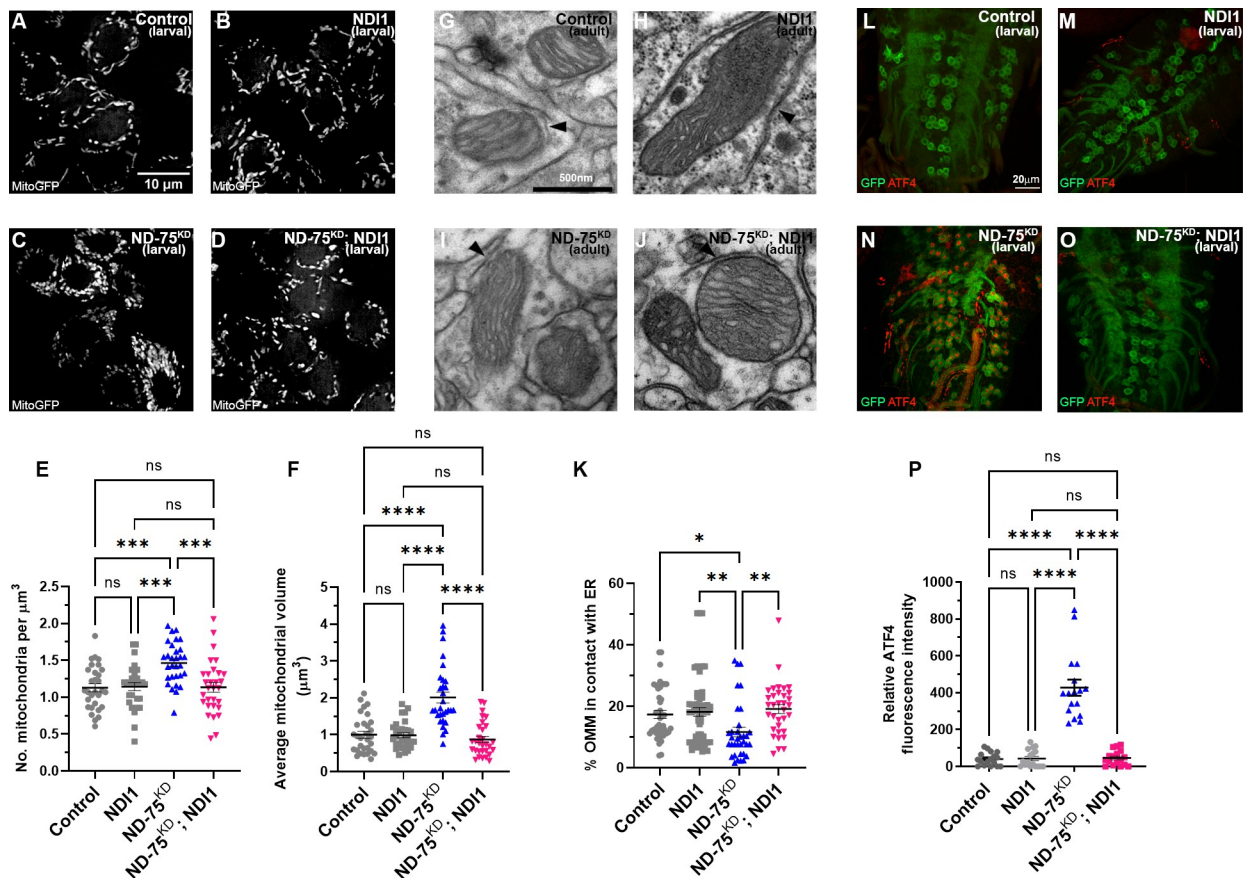 A Control
(larval)
10 µm
MitoGFP
B NDI1
(larval)
MitoGFP
C ND-75KD
(larval)
MitoGFP
D ND-75KD; NDI1
(larval)
MitoGFP
G Control
(adult)
500nm
H NDI1
(adult)
I ND-75KD
(adult)
J ND-75KD; NDI1
(adult)
L Control
(larval)
GFP ATF4
20µm
M NDI1
(larval)
GFP ATF4
N ND-75KD
(larval)
GFP ATF4
O ND-75KD; NDI1
(larval)
GFP ATF4
E
ns
ns
*** ***
ns ***
No. mitochondria per µm3
2.5
2.0
1.5
1.0
0.5
0.0
Control
NDI1
ND-75KD
ND-75KD; NDI1
F
ns
ns
****
****
ns ****
Average mitochondrial volume
(µm3)
5
4
3
2
1
0
Control
NDI1
ND-75KD
ND-75KD; NDI1
K
*
** **
% OMM in contact with ER
60
40
20
0
Control
NDI1
ND-75KD
ND-75KD; NDI1
P
ns
ns
**** ****
ns ****
Relative ATF4
fluorescence intensity
1000
800
600
400
200
0
Control
NDI1
ND-75KD
ND-75KD; NDI1